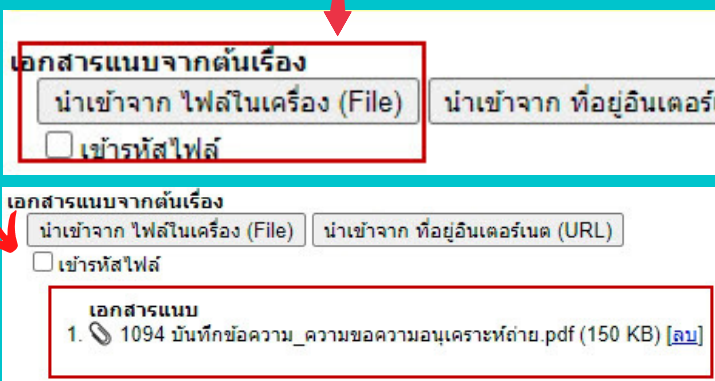 เอกสารแนบจากต้นเรื่อง
นำเข้าจาก ไฟล์ในเครื่อง (File) นำเข้าจาก ที่อยู่อินเตอร์
เข้ารหัสไฟล์
เอกสารแนบจากต้นเรื่อง
นำเข้าจาก ไฟล์ในเครื่อง (File) นำเข้าจาก ที่อยู่อินเตอร์เนต (URL)
เข้ารหัสไฟล์
เอกสารแนบ
1. 1094 บันทึกข้อความ_ความขอความอนุเคราะห์ถ่าย.pdf (150 KB) [ลบ]